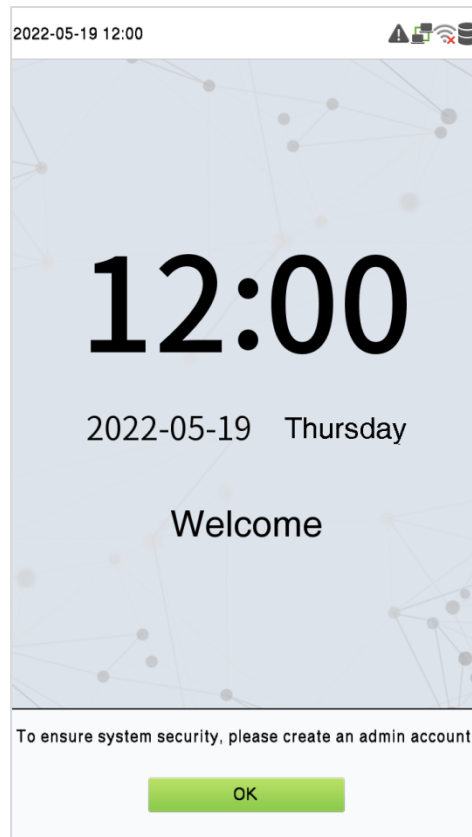 2022-05-19 12:00
12:00
2022-05-19 Thursday
Welcome
To ensure system security, please create an admin account
OK